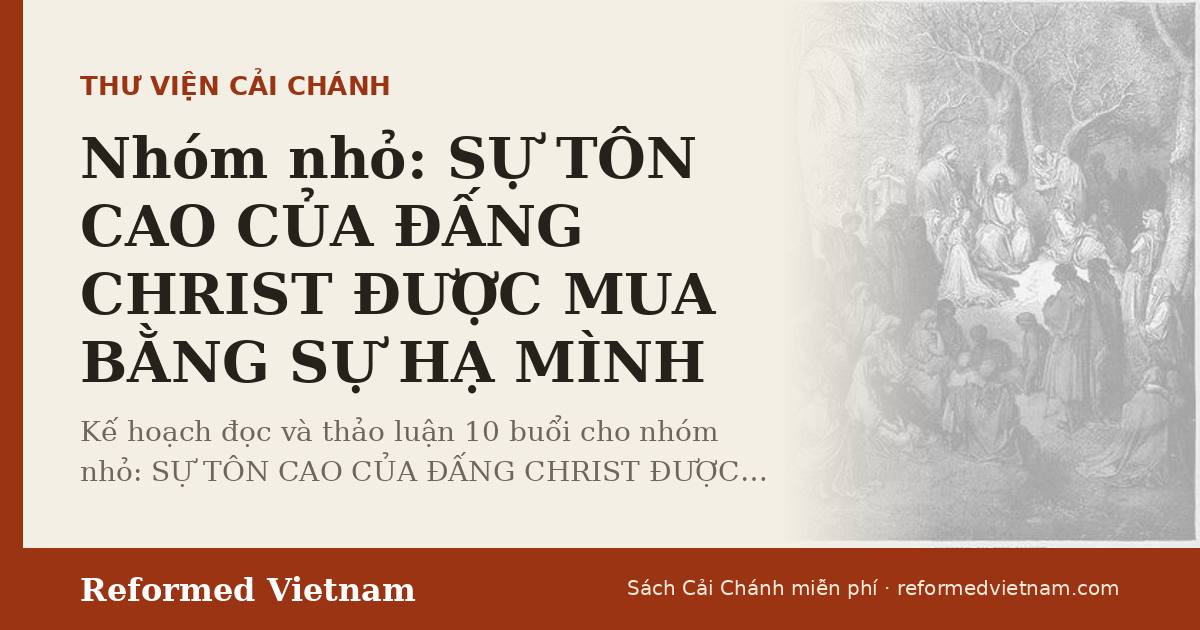 THƯ VIỆN CẢI CHÁNH
Nhóm nhỏ: SỰ TÔN
CAO CỦA ĐẤNG
CHRIST ĐƯỢC MUA
BẰNG SỰ HẠ MÌNH
Kế hoạch đọc và thảo luận 10 buổi cho nhóm
nhỏ: SỰ TÔN CAO CỦA ĐẤNG CHRIST ĐƯỢC…
Reformed Vietnam
Sách Cải Chánh miễn phí · reformedvietnam.com